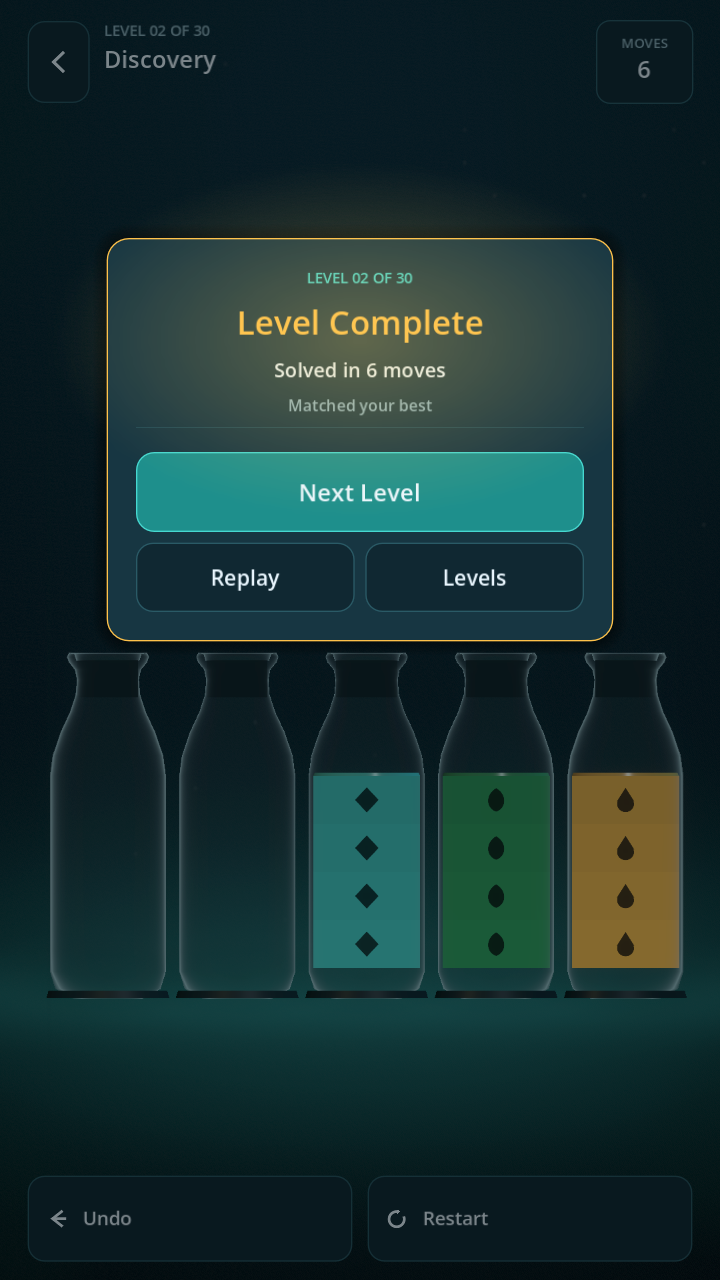 LEVEL 02 OF 30
Discovery
MOVES
6
LEVEL 02 OF 30
Level Complete
Solved in 6 moves
Matched your best
Next Level
Replay
Levels
Undo
Restart